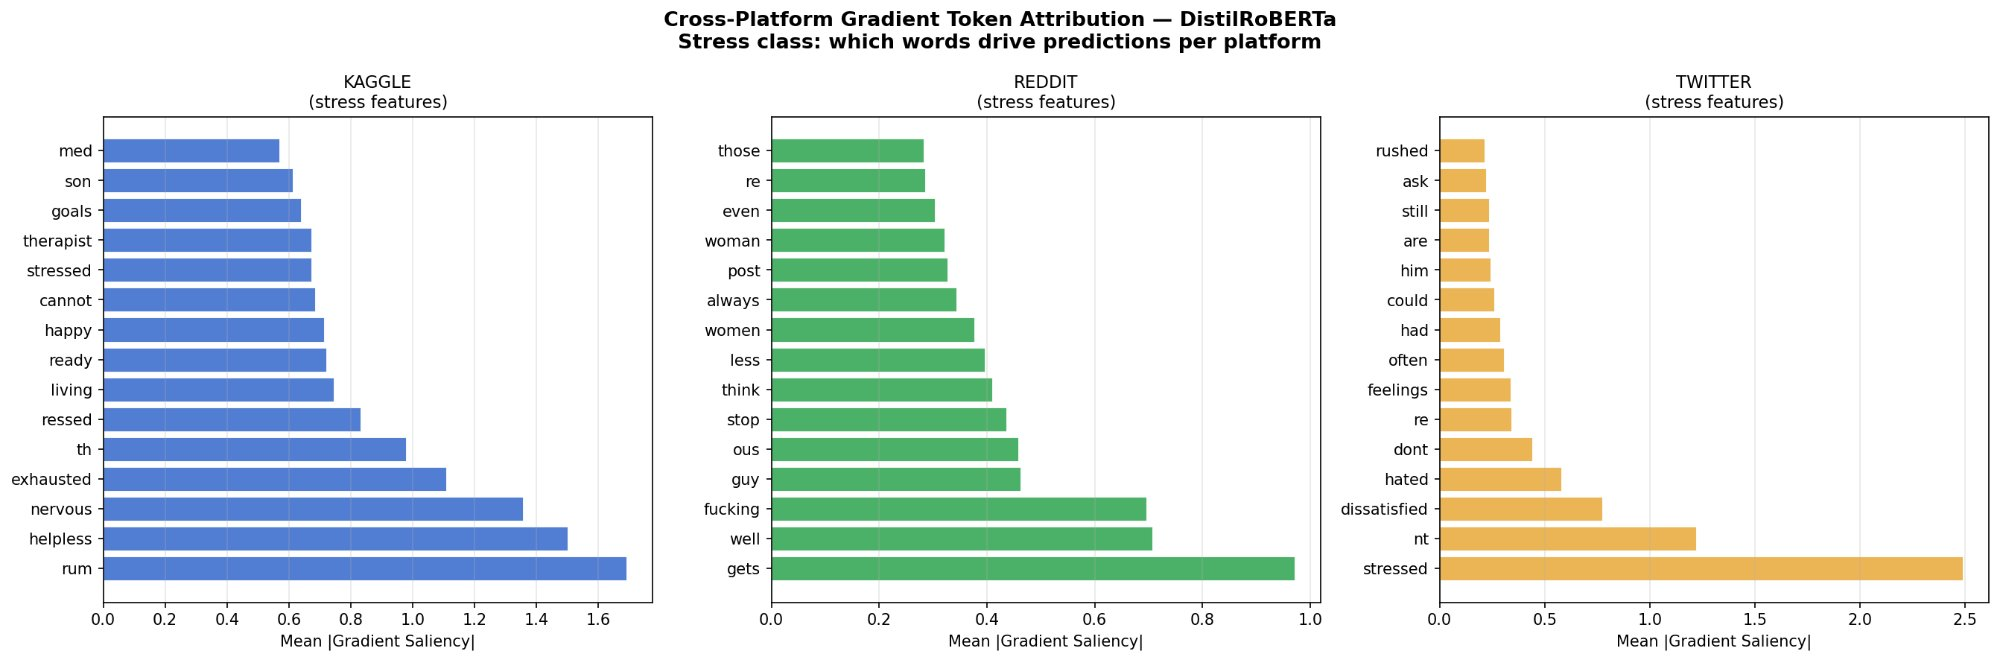 Cross-Platform Gradient Token Attribution — DistilRoBERTa
Stress class: which words drive predictions per platform
KAGGLE
(stress features)
med
son
goals
therapist
stressed
cannot
happy
ready
living
ressed
th
exhausted
nervous
helpless
rum
0.0 0.2 0.4 0.6 0.8 1.0 1.2 1.4 1.6
Mean |Gradient Saliency|
REDDIT
(stress features)
those
re
even
woman
post
always
women
less
think
stop
ous
guy
fucking
well
gets
0.0 0.2 0.4 0.6 0.8 1.0
Mean |Gradient Saliency|
TWITTER
(stress features)
rushed
ask
still
are
him
could
had
often
feelings
re
dont
hated
dissatisfied
nt
stressed
0.0 0.5 1.0 1.5 2.0 2.5
Mean |Gradient Saliency|